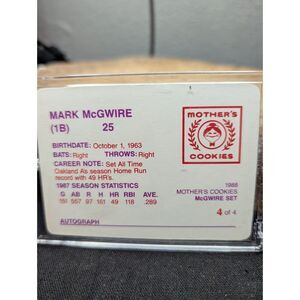 MARK McGWIRE
(1B) 25
BIRTHDATE: October 1, 1963
BATS: Right THROWS: Right
CAREER NOTE: Set All Time
Oakland A's season Home Run
record with 49 HR's.
1987 SEASON STATISTICS
G AB R H HR RBI AVE.
151 557 97 161 49 118 .289
AUTOGRAPH
MOTHER'S
COOKIES
1988
MOTHER'S COOKIES
McGWIRE SET
4 of 4